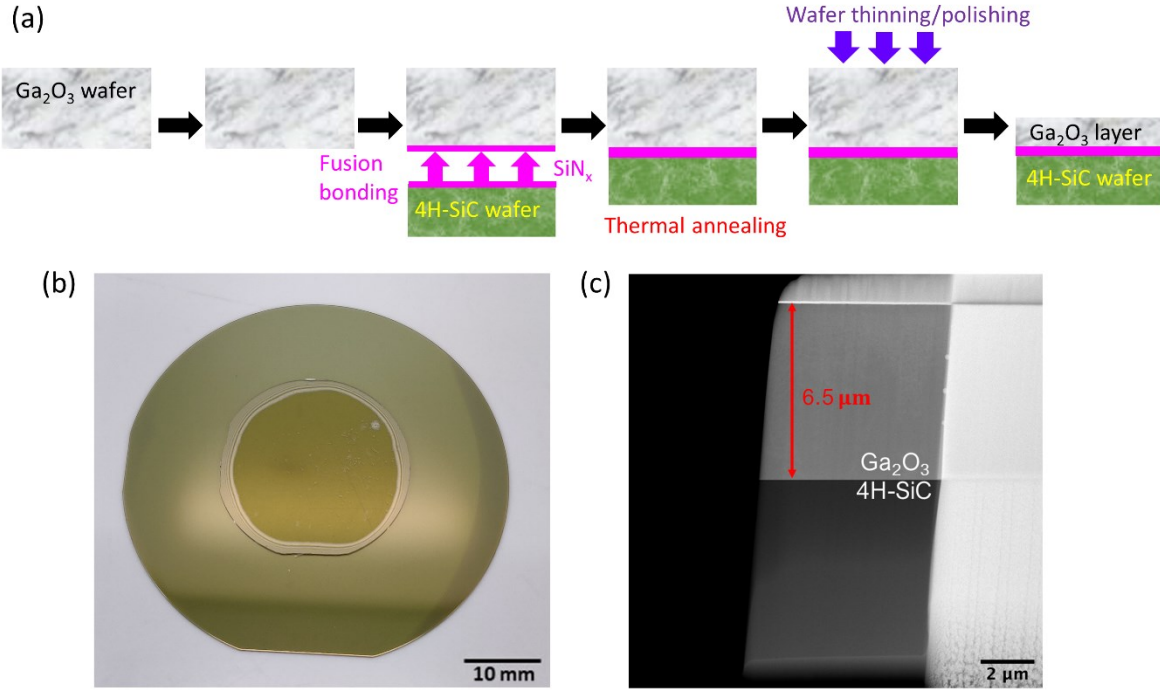 (a)
Wafer thinning/polishing
Ga₂O₃ wafer
Fusion
bonding
SiNₓ
4H-SiC wafer
Thermal annealing
Ga₂O₃ layer
4H-SiC wafer
(b)
10 mm
(c)
6.5 μm
Ga₂O₃
4H-SiC
2 μm